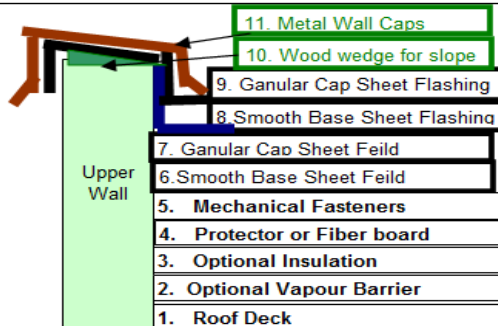 11. Metal Wall Caps
10. Wood wedge for slope
9. Ganular Cap Sheet Flashing
8.Smooth Base Sheet Flashing
7. Ganular Cap Sheet Feild
6.Smooth Base Sheet Feild
Upper
Wall
5. Mechanical Fasteners
4. Protector or Fiber board
3. Optional Insulation
2. Optional Vapour Barrier
1. Roof Deck